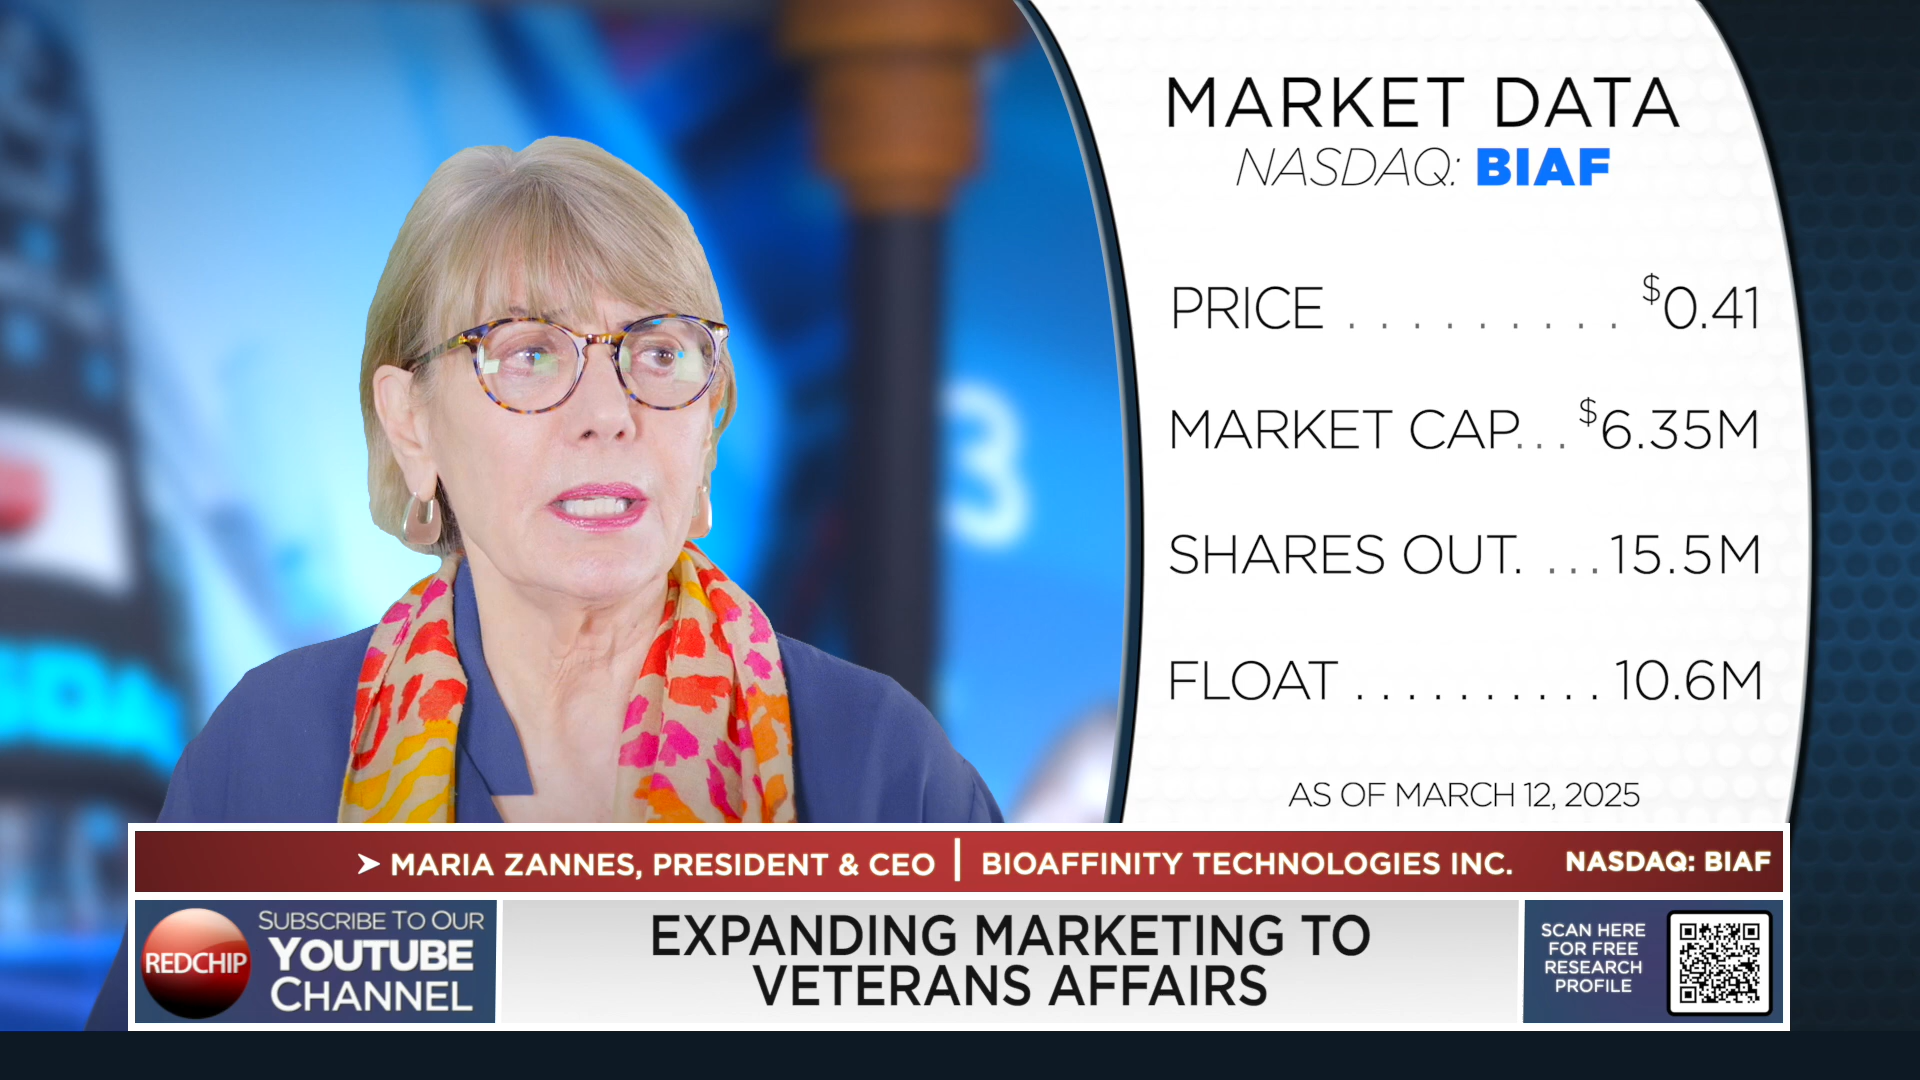 MARKET DATA
NASDAQ: BIAF
PRICE . . . . . . . . . . $0.41
MARKET CAP. . . $6.35M
SHARES OUT. . . . 15.5M
FLOAT . . . . . . . . . . 10.6M
AS OF MARCH 12, 2025
3
➤ MARIA ZANNES, PRESIDENT & CEO | BIOAFFINITY TECHNOLOGIES INC. NASDAQ: BIAF
REDCHIP
SUBSCRIBE TO OUR
YOUTUBE
CHANNEL
EXPANDING MARKETING TO
VETERANS AFFAIRS
SCAN HERE
FOR FREE
RESEARCH
PROFILE